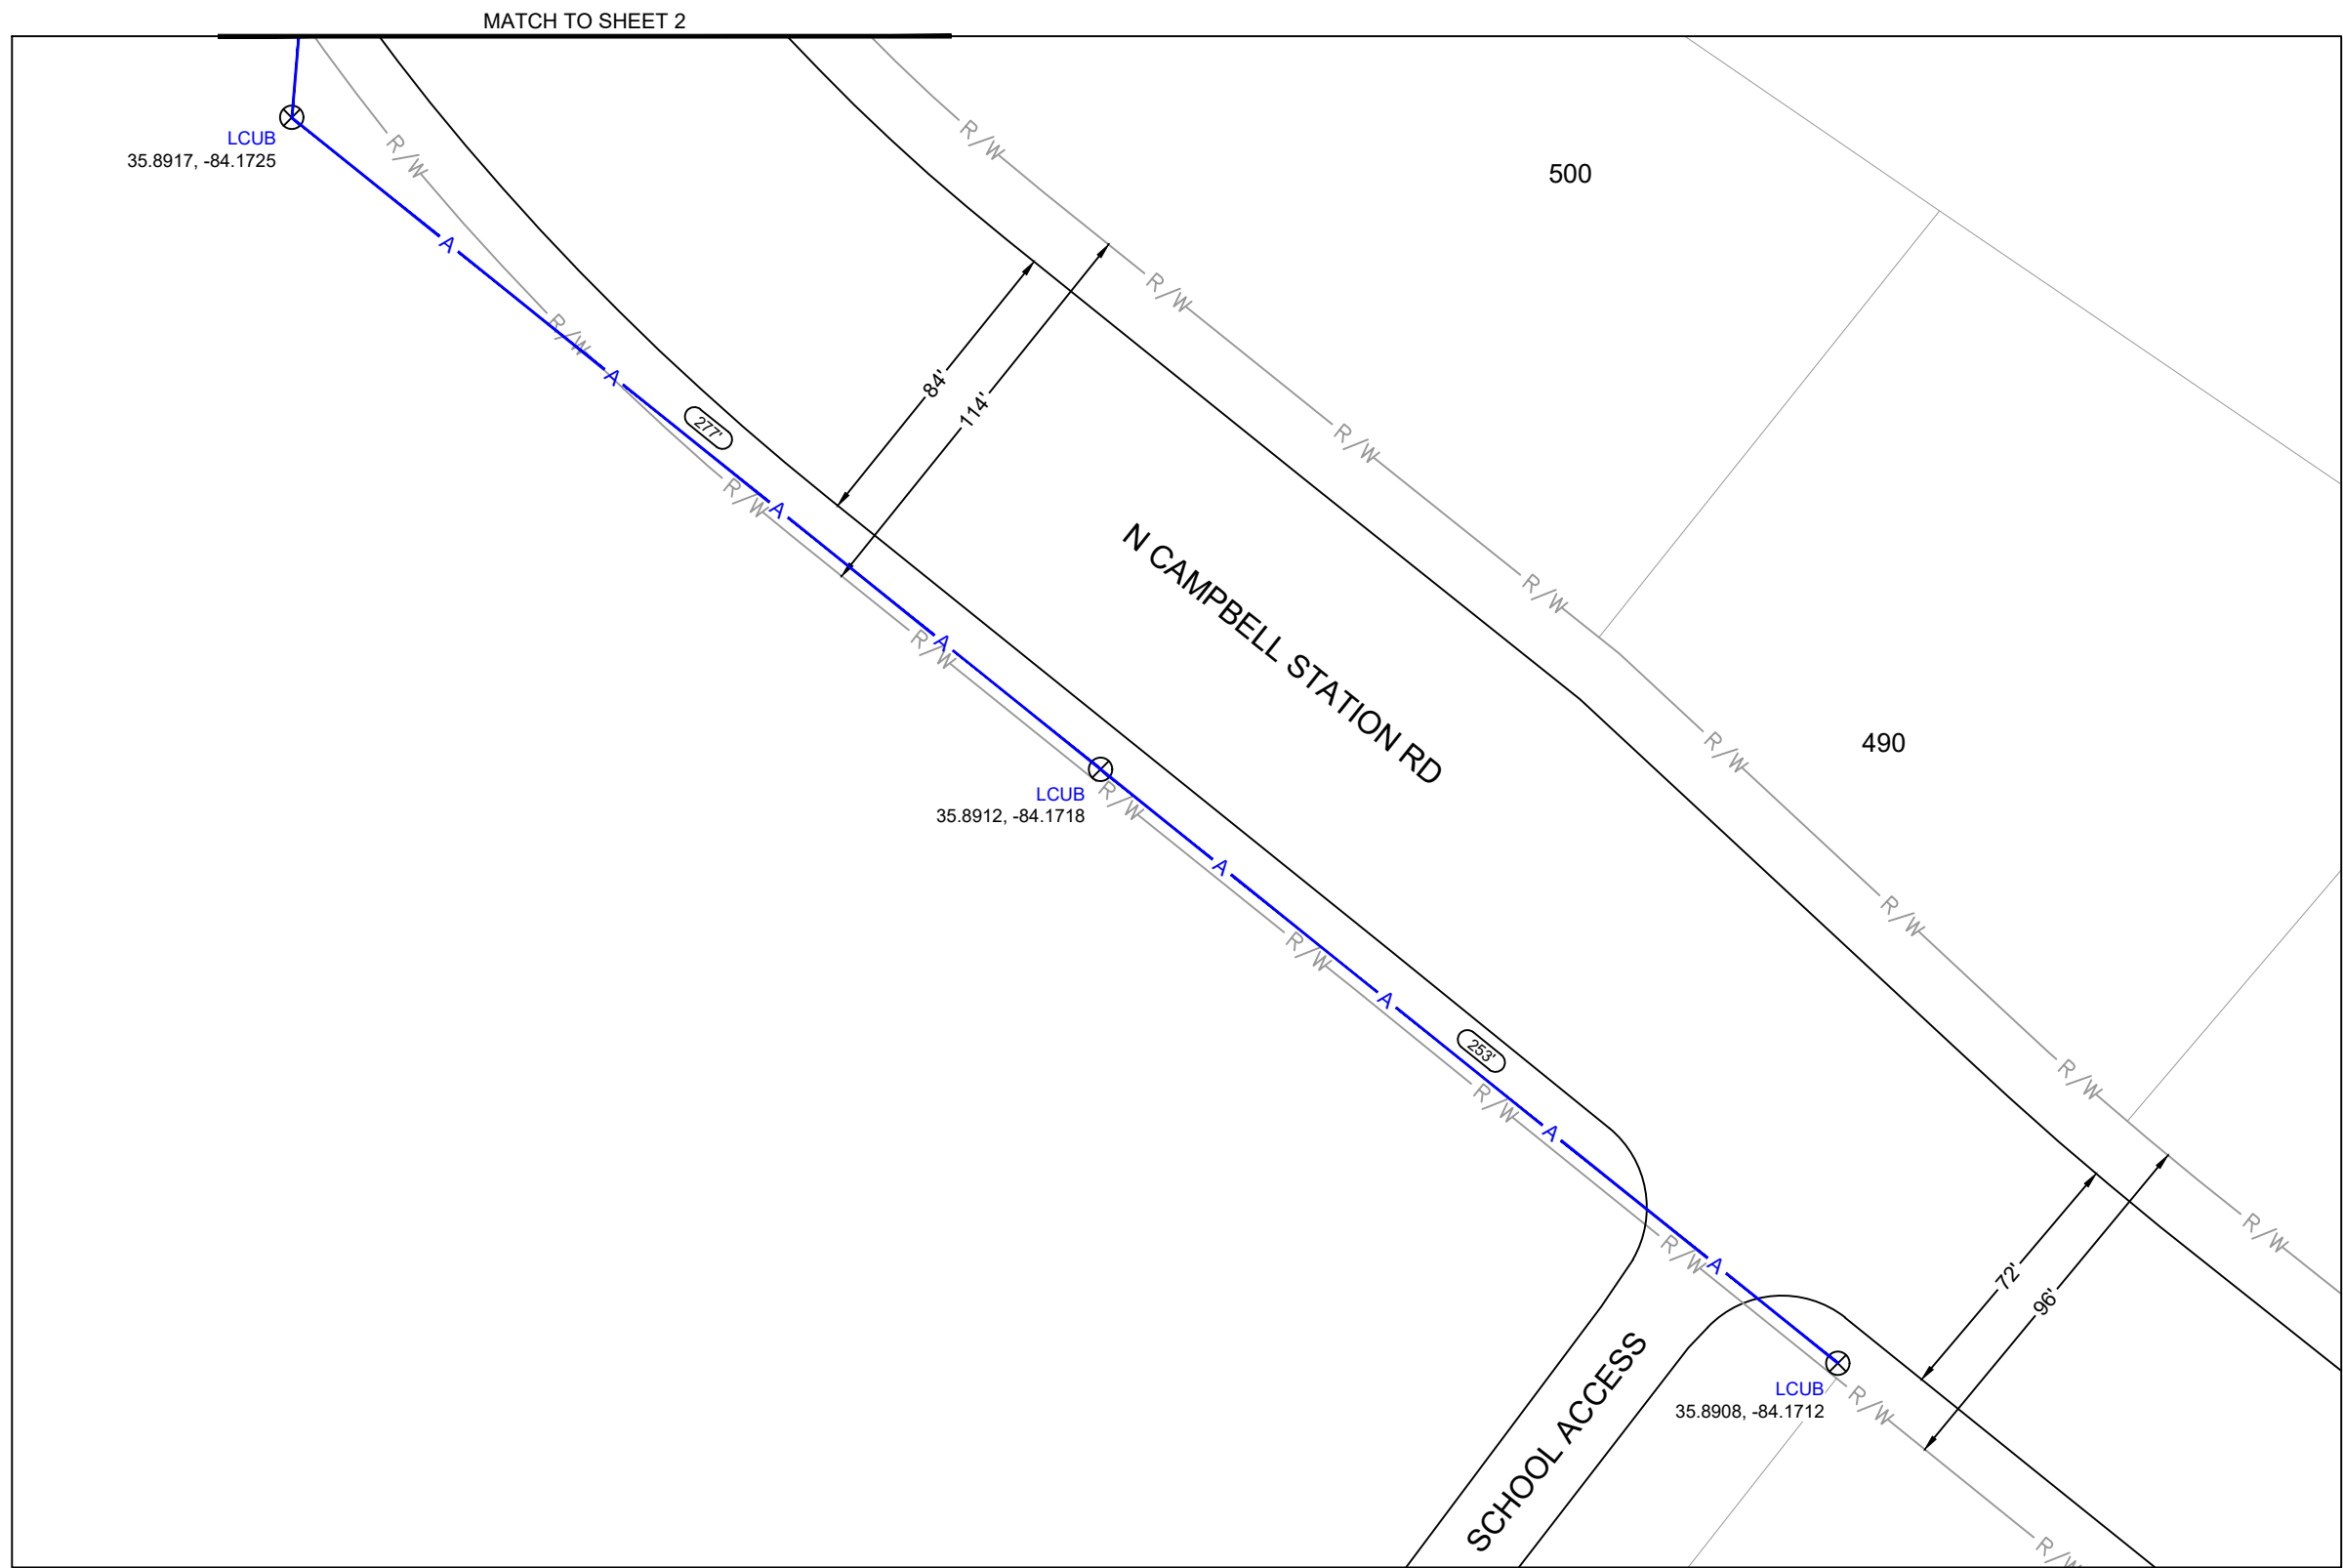 MATCH TO SHEET 2
R/W
R/W
500
LCUB
35.8917, -84.1725
A
R/W
R/W
A
84'
114'
277'
R/W
R/W
A
N CAMPBELL STATION RD
R/W
A
R/W
R/W
490
LCUB
35.8912, -84.1718
R/W
A
R/W
R/W
A
253'
R/W
R/W
A
R/W
R/W
A
72'
96'
SCHOOL ACCESS
LCUB
35.8908, -84.1712
R/W
R/W